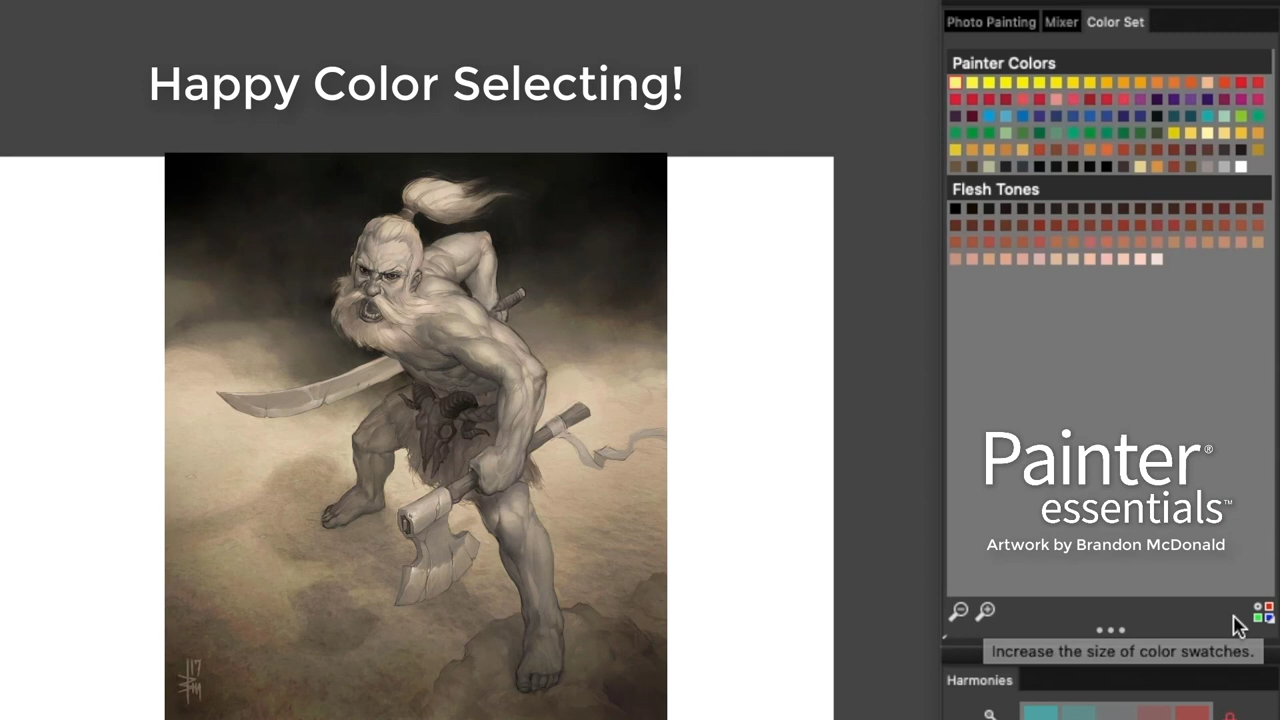 Photo Painting Mixer Color Set
Happy Color Selecting!
Painter Colors
Flesh Tones
Painter®
essentials™
Artwork by Brandon McDonald
Increase the size of color swatches.
Harmonies
17